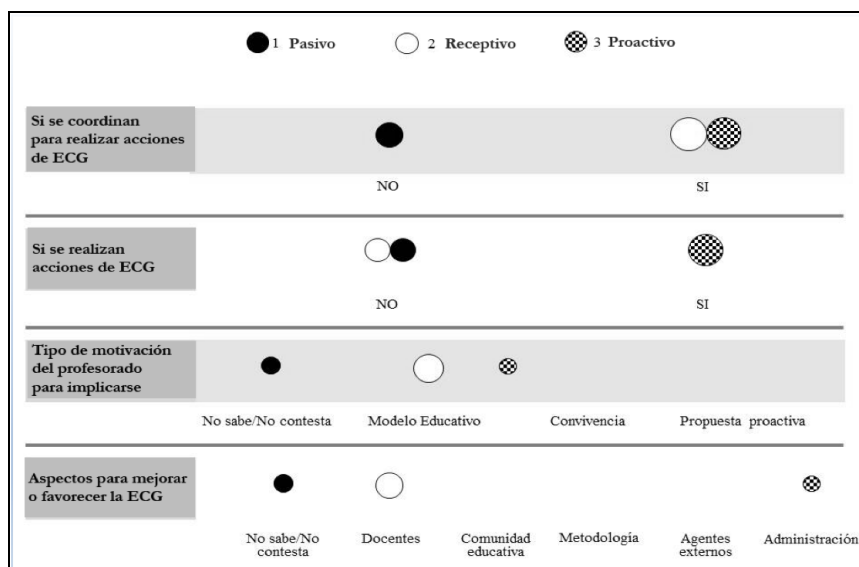 1 Pasivo 2 Receptivo 3 Proactivo
Si se coordinan
para realizar acciones
de ECG
NO SI
Si se realizan
acciones de ECG
NO SI
Tipo de motivación
del profesorado
para implicarse
No sabe/No contesta Modelo Educativo Convivencia Propuesta proactiva
Aspectos para mejorar
o favorecer la ECG
No sabe/No
contesta
Docentes
Comunidad
educativa
Metodología
Agentes
externos
Administración